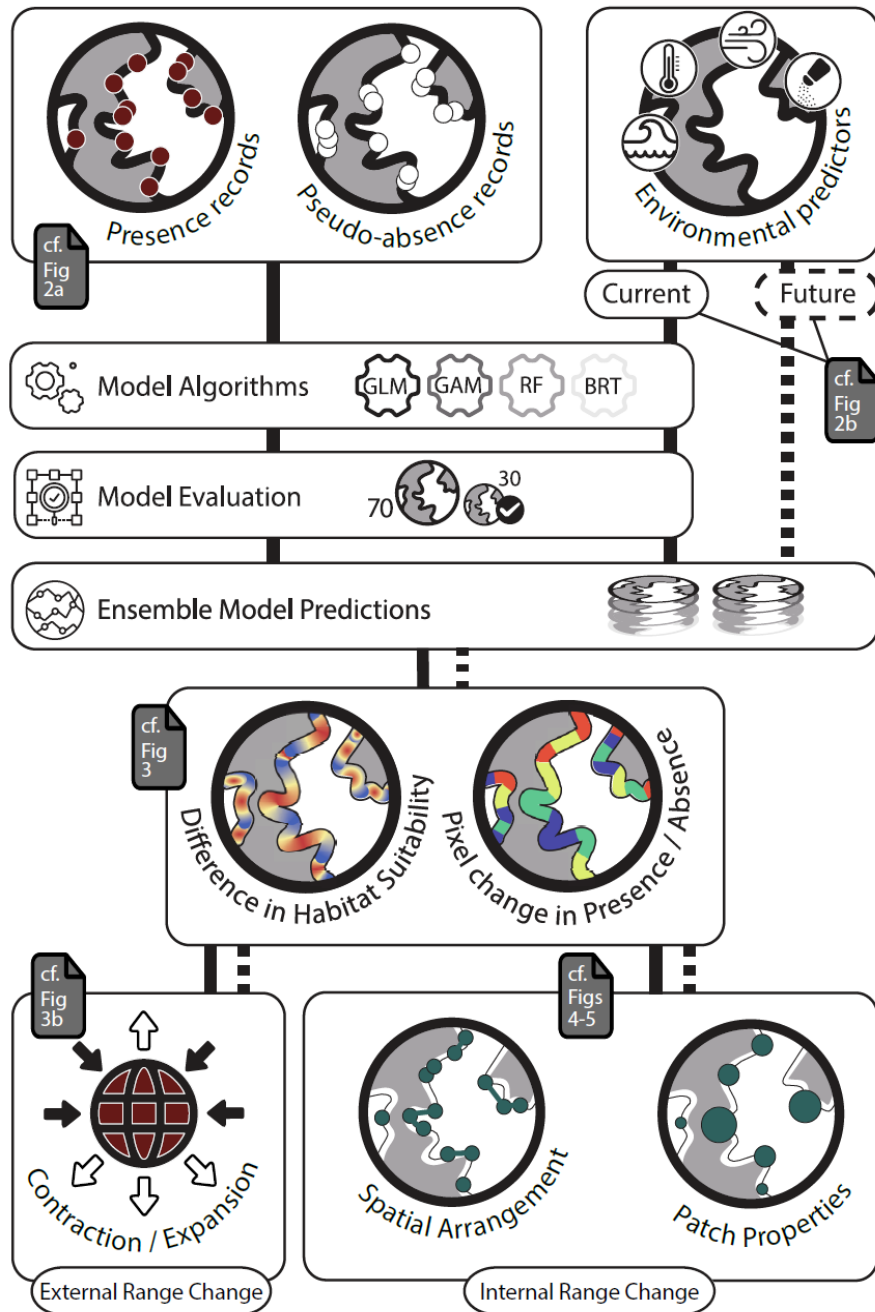 Presence records
Pseudo-absence records
Environmental predictors
cf.
Fig
2a
Current
Future
cf.
Fig
2b
Model Algorithms
GLM
GAM
RF
BRT
Model Evaluation
70
30
Ensemble Model Predictions
cf.
Fig
3
Difference in Habitat Suitability
Pixel change in Presence / Absence
cf.
Fig
3b
cf.
Figs
4-5
Contraction / Expansion
Spatial Arrangement
Patch Properties
External Range Change
Internal Range Change